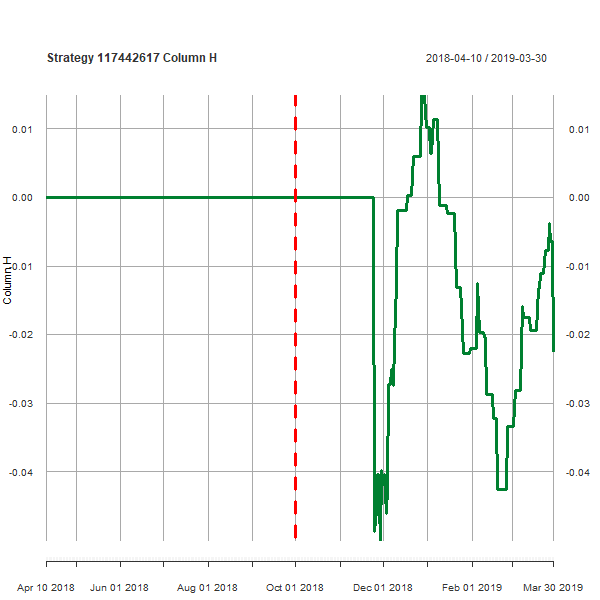 Strategy 117442617 Column H 2018-04-10 / 2019-03-30
0.01 0.01
0.00 0.00
-0.01 -0.01
Column H
-0.02 -0.02
-0.03 -0.03
-0.04 -0.04
Apr 10 2018 Jun 01 2018 Aug 01 2018 Oct 01 2018 Dec 01 2018 Feb 01 2019 Mar 30 2019